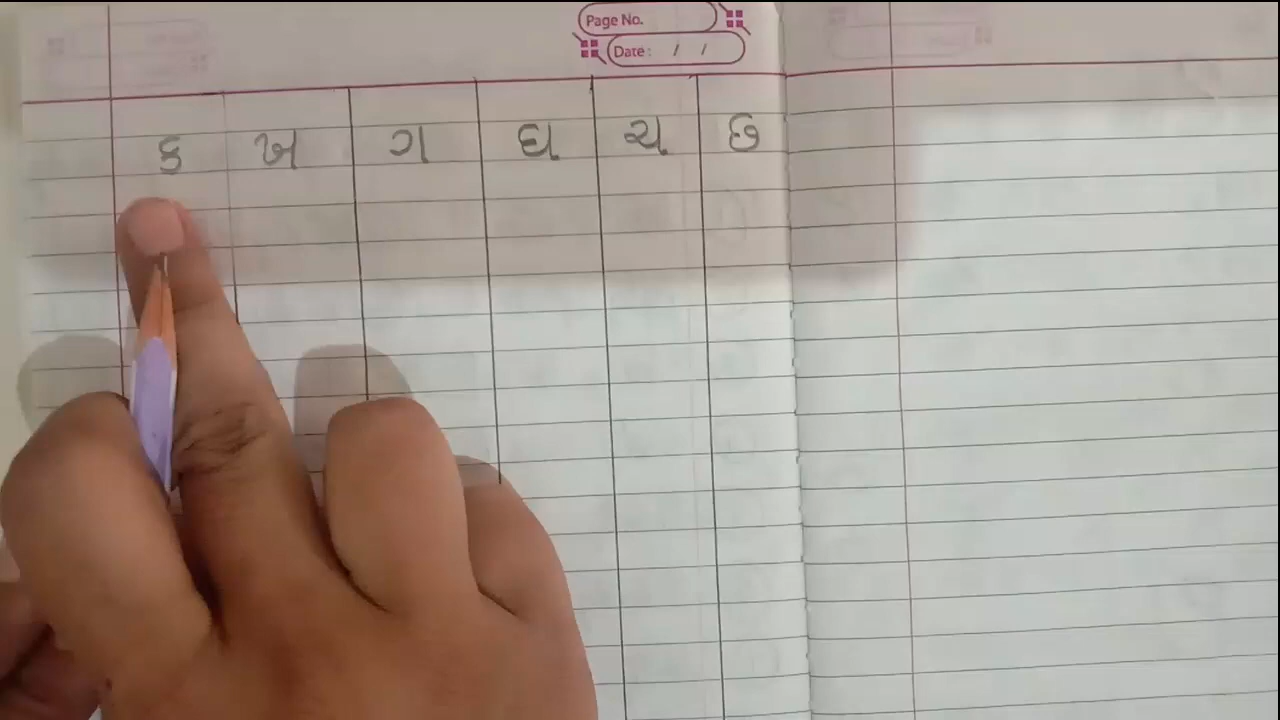 Page No.
Date : / /
ક ખ ગ ઘ ચ છ